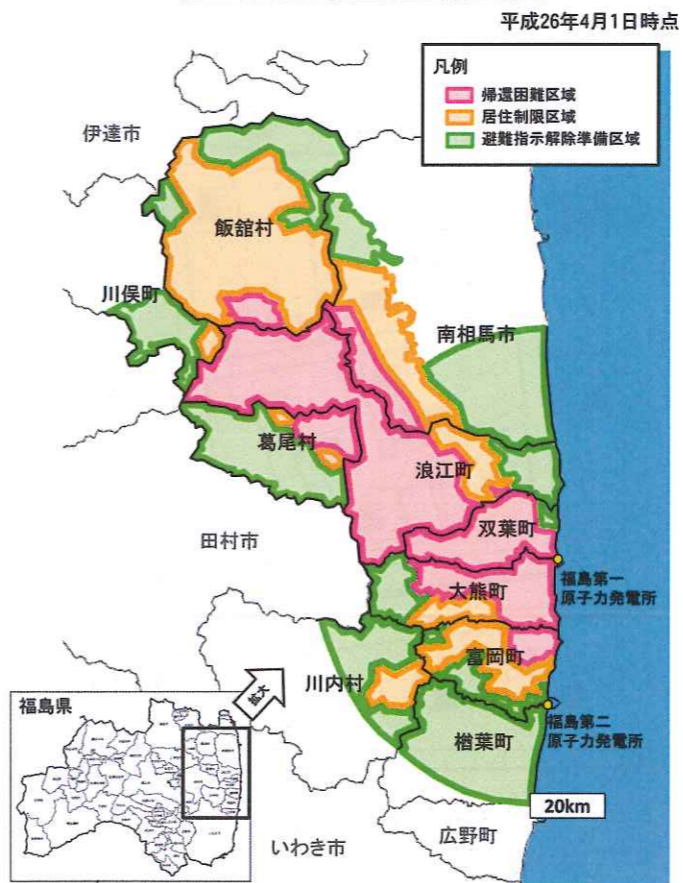 平成26年4月1日時点
凡例
帰還困難区域
居住制限区域
避難指示解除準備区域
伊達市
飯舘村
川俣町
南相馬市
葛尾村
浪江町
双葉町
田村市
福島第一
原子力発電所
大熊町
富岡町
川内村
拡大
福島県
福島第二
原子力発電所
楢葉町
20km
いわき市
広野町